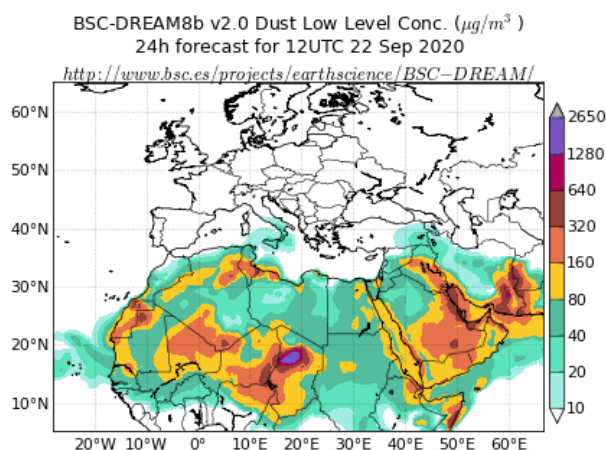 BSC-DREAM8b v2.0 Dust Low Level Conc. (μg/m³ )
24h forecast for 12UTC 22 Sep 2020
http://www.bsc.es/projects/earthscience/BSC−DREAM/
60°N
50°N
40°N
30°N
20°N
10°N
20°W 10°W 0° 10°E 20°E 30°E 40°E 50°E 60°E
2650
1280
640
320
160
80
40
20
10